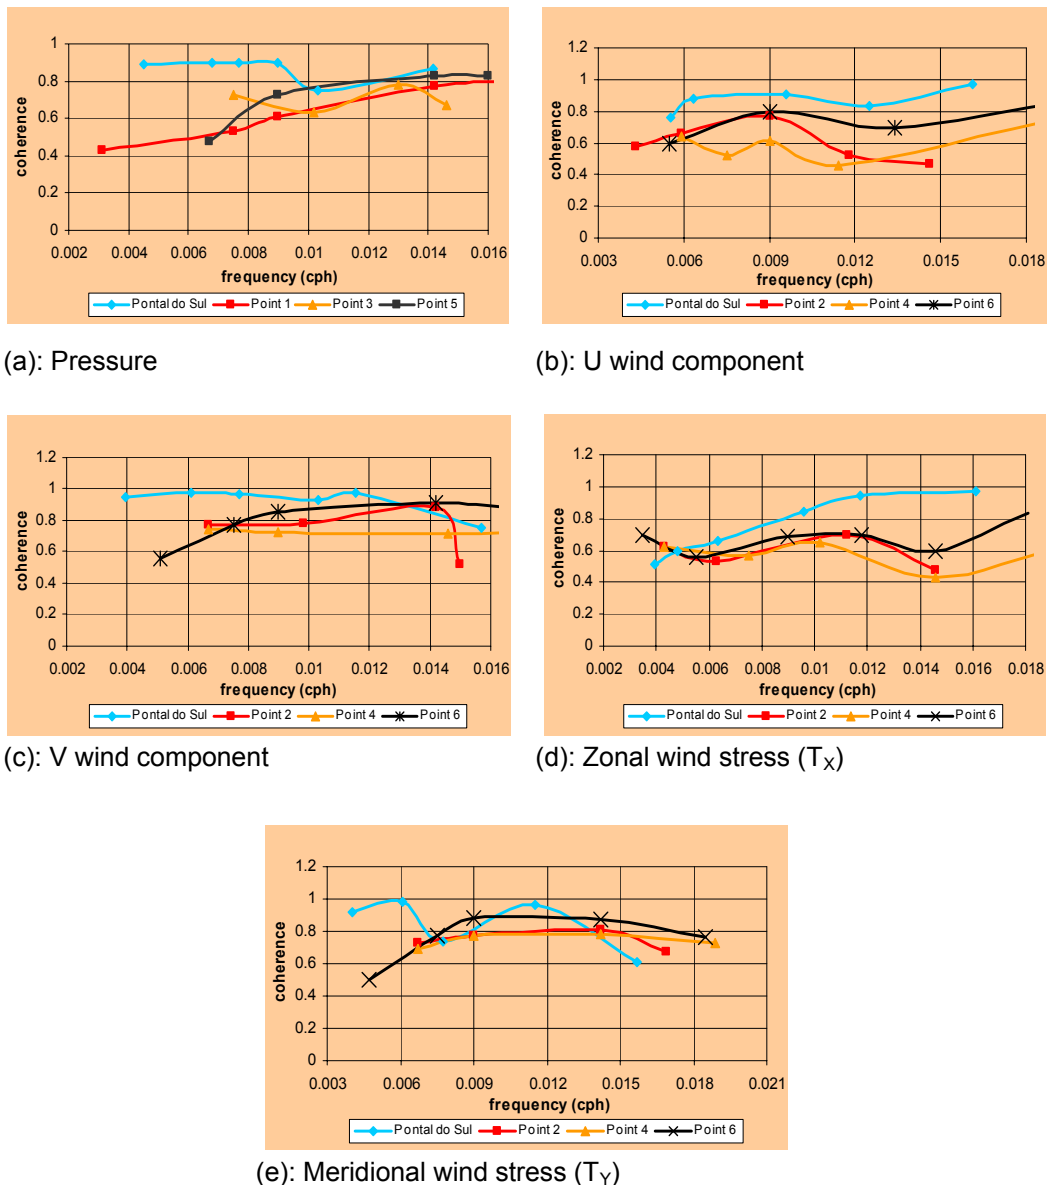 1
0.8
0.6
0.4
0.2
0
coherence
0.002 0.004 0.006 0.008 0.01 0.012 0.014 0.016
frequency (cph)
Pontal do Sul Point 1 Point 3 Point 5
(a): Pressure
1.2
1
0.8
0.6
0.4
0.2
0
coherence
0.003 0.006 0.009 0.012 0.015 0.018
frequency (cph)
Pontal do Sul Point 2 Point 4 Point 6
(b): U wind component
1.2
1
0.8
0.6
0.4
0.2
0
coherence
0.002 0.004 0.006 0.008 0.01 0.012 0.014 0.016
frequency (cph)
Pontal do Sul Point 2 Point 4 Point 6
(c): V wind component
1.2
1
0.8
0.6
0.4
0.2
0
coherence
0.002 0.004 0.006 0.008 0.01 0.012 0.014 0.016 0.018
frequency (cph)
Pontal do Sul Point 2 Point 4 Point 6
(d): Zonal wind stress (TX)
1.2
1
0.8
0.6
0.4
0.2
0
coherence
0.003 0.006 0.009 0.012 0.015 0.018 0.021
frequency (cph)
Pontal do Sul Point 2 Point 4 Point 6
(e): Meridional wind stress (TY)